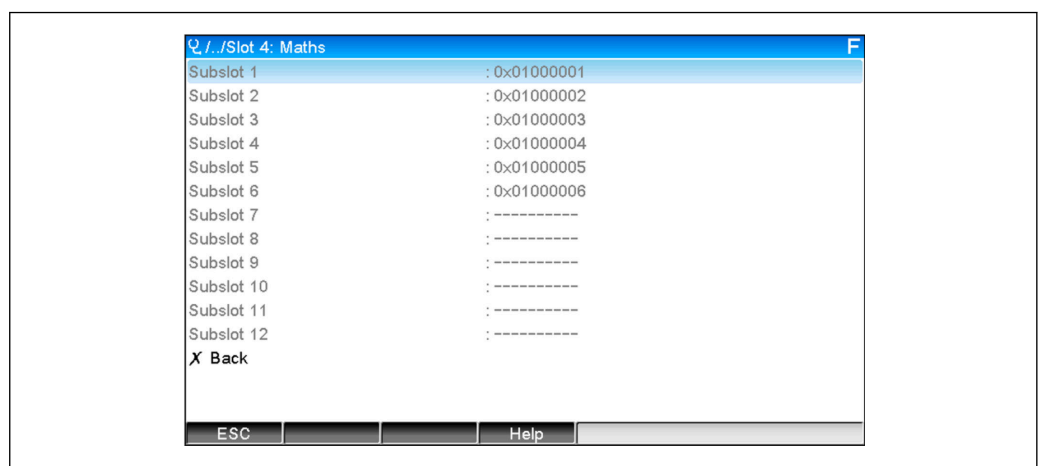 /../Slot 4: Maths F
Subslot 1 : 0x01000001
Subslot 2 : 0x01000002
Subslot 3 : 0x01000003
Subslot 4 : 0x01000004
Subslot 5 : 0x01000005
Subslot 6 : 0x01000006
Subslot 7 : ----------
Subslot 8 : ----------
Subslot 9 : ----------
Subslot 10 : ----------
Subslot 11 : ----------
Subslot 12 : ----------
X Back
ESC Help